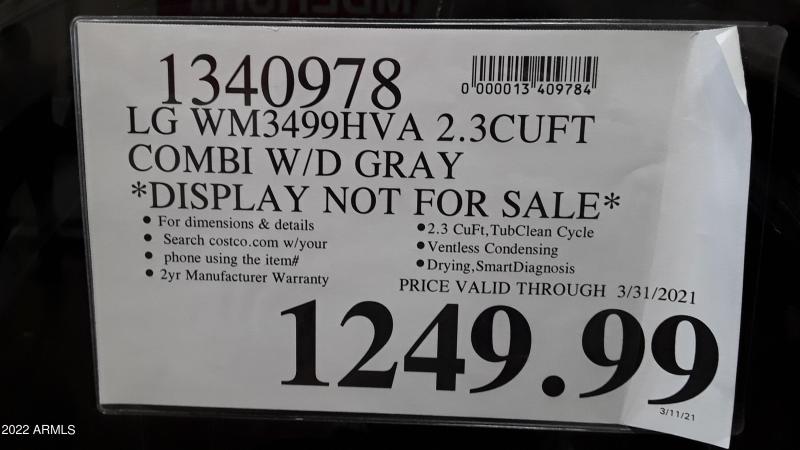 1340978
0 000013 409784
LG WM3499HVA 2.3CUFT
COMBI W/D GRAY
*DISPLAY NOT FOR SALE*
• For dimensions & details
• Search costco.com w/your
• phone using the item#
• 2yr Manufacturer Warranty
•2.3 CuFt,TubClean Cycle
•Ventless Condensing
•Drying,SmartDiagnosis
PRICE VALID THROUGH 3/31/2021
1249.99
3/11/21
2022 ARMLS